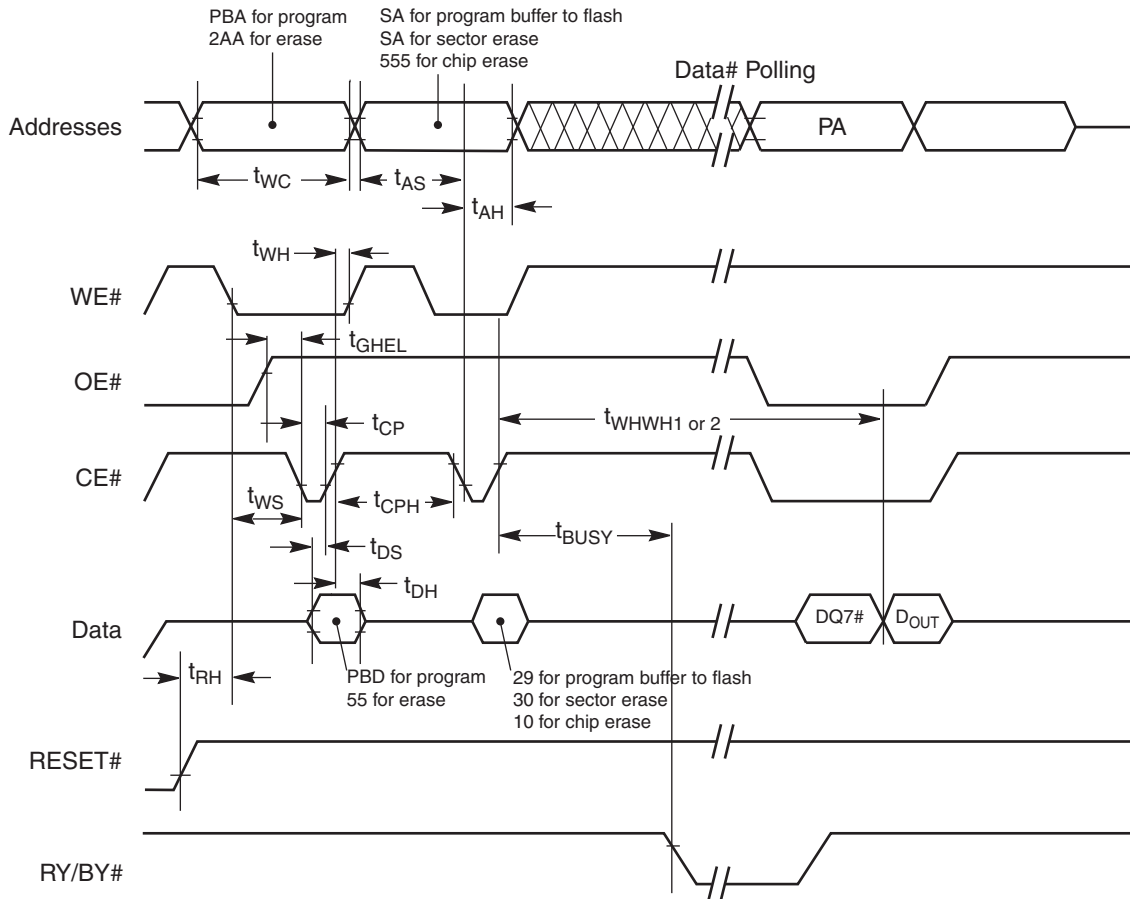 PBA for program
2AA for erase
SA for program buffer to flash
SA for sector erase
555 for chip erase
Data# Polling
Addresses
PA
tWC
tAS
tAH
tWH
WE#
tGHEL
OE#
tWHWH1 or 2
tCP
CE#
tWS
tCPH
tBUSY
tDS
tDH
Data
DQ7#
DOUT
tRH
PBD for program
55 for erase
29 for program buffer to flash
30 for sector erase
10 for chip erase
RESET#
RY/BY#